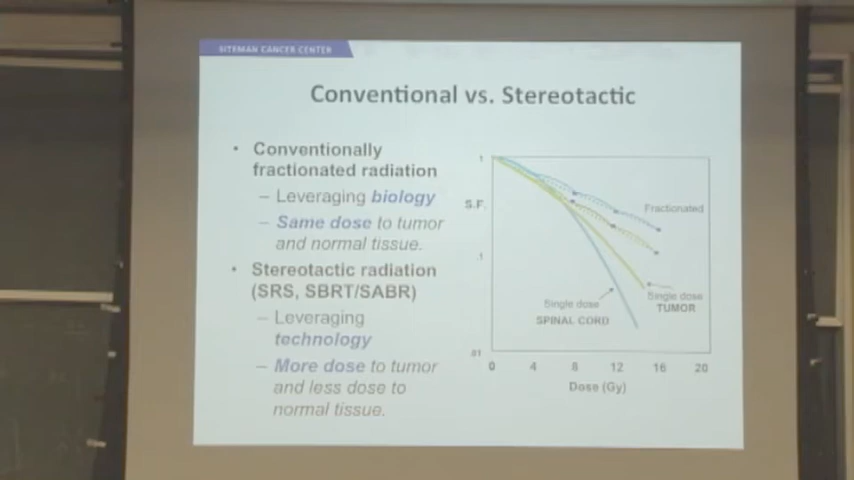 SITEMAN CANCER CENTER
Conventional vs. Stereotactic
• Conventionally
fractionated radiation
– Leveraging biology
– Same dose to tumor
and normal tissue.
• Stereotactic radiation
(SRS, SBRT/SABR)
– Leveraging
technology
– More dose to tumor
and less dose to
normal tissue.
1
S.F.
.1
.01
Fractionated
Single dose
TUMOR
Single dose
SPINAL CORD
0 4 8 12 16 20
Dose (Gy)